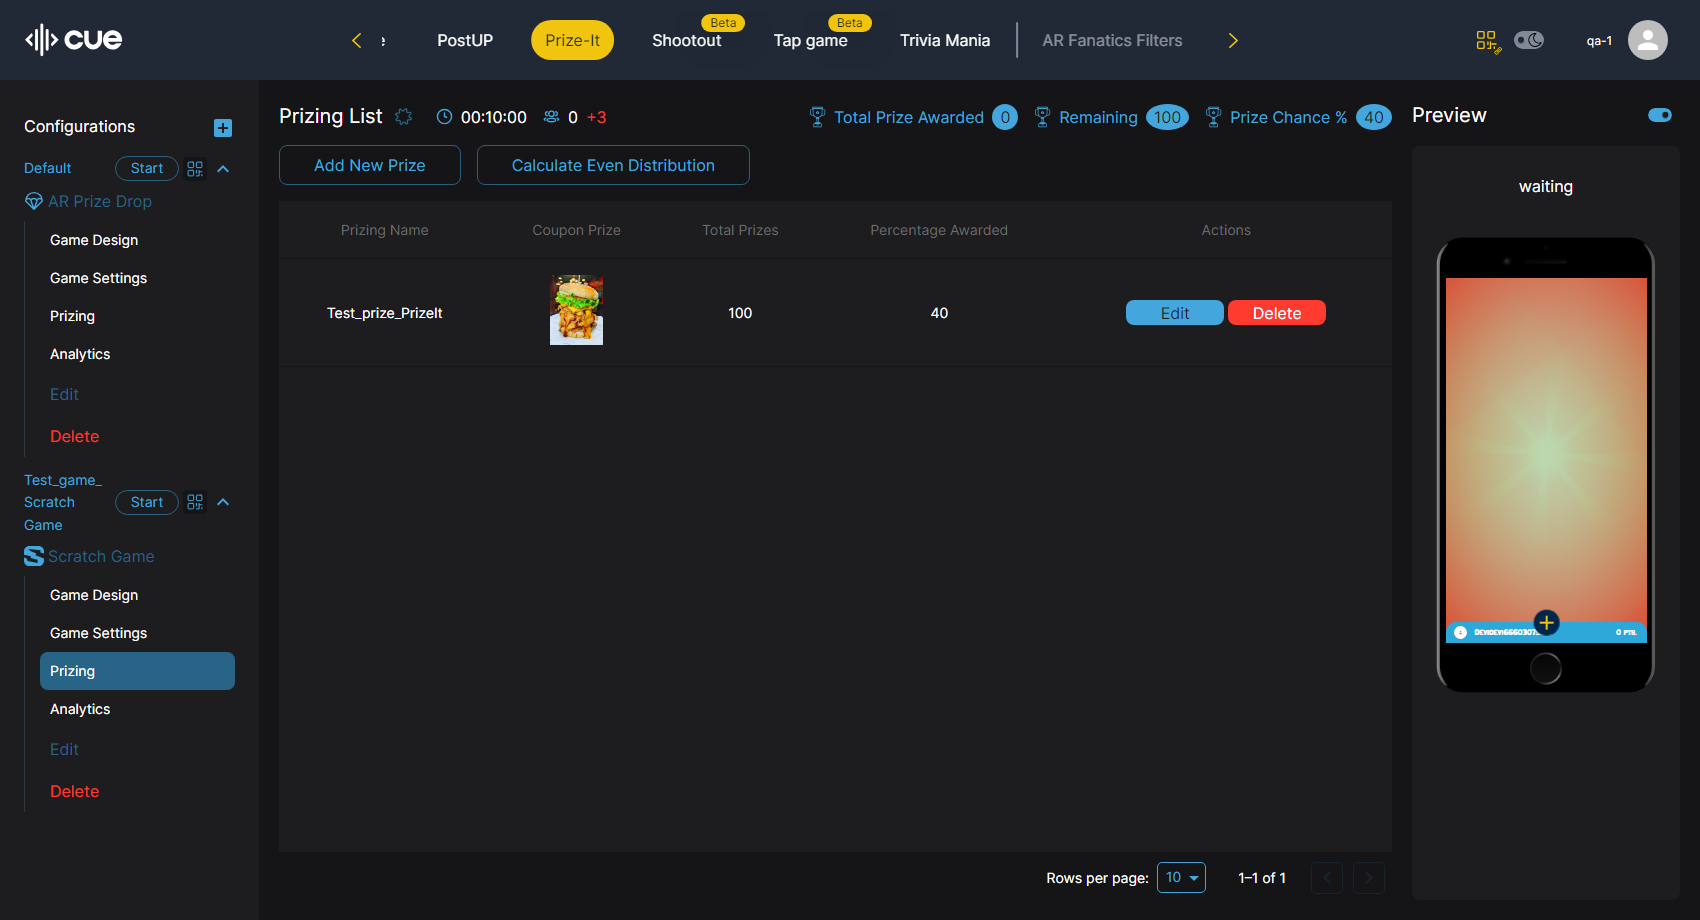 cue
PostUP
Prize-It
Beta
Shootout
Beta
Tap game
Trivia Mania
AR Fanatics Filters
qa-1
Configurations
Default
Start
AR Prize Drop
Game Design
Game Settings
Prizing
Analytics
Edit
Delete
Test_game_
Scratch
Game
Start
Scratch Game
Game Design
Game Settings
Prizing
Analytics
Edit
Delete
Prizing List
00:10:00
0 +3
Total Prize Awarded 0
Remaining 100
Prize Chance % 40
Add New Prize
Calculate Even Distribution
Prizing Name Coupon Prize Total Prizes Percentage Awarded Actions
Test_prize_PrizeIt 100 40 Edit Delete
Rows per page: 10 1–1 of 1
Preview
waiting
0 PTS.